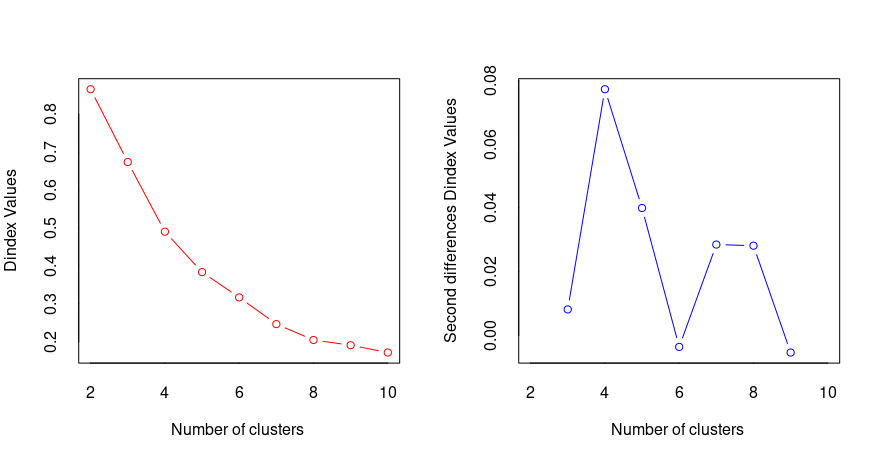 Dindex Values
0.8
0.7
0.6
0.5
0.4
0.3
0.2
2 4 6 8 10
Number of clusters
Second differences Dindex Values
0.08
0.06
0.04
0.02
0.00
2 4 6 8 10
Number of clusters